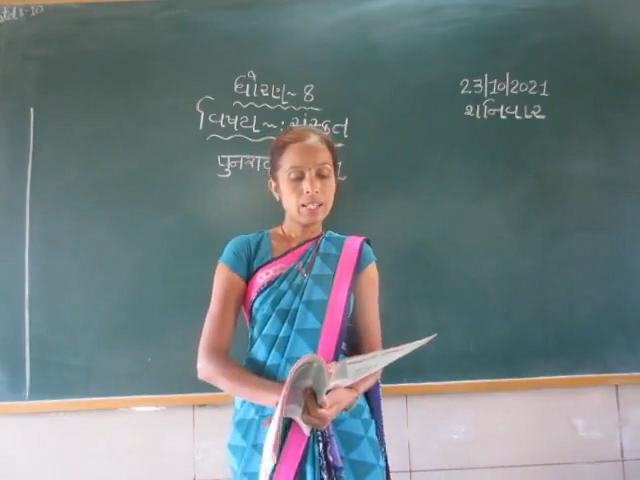 ધોરણ - 8
વિષય - : સંસ્કૃત
23/10/2021
શનિવાર